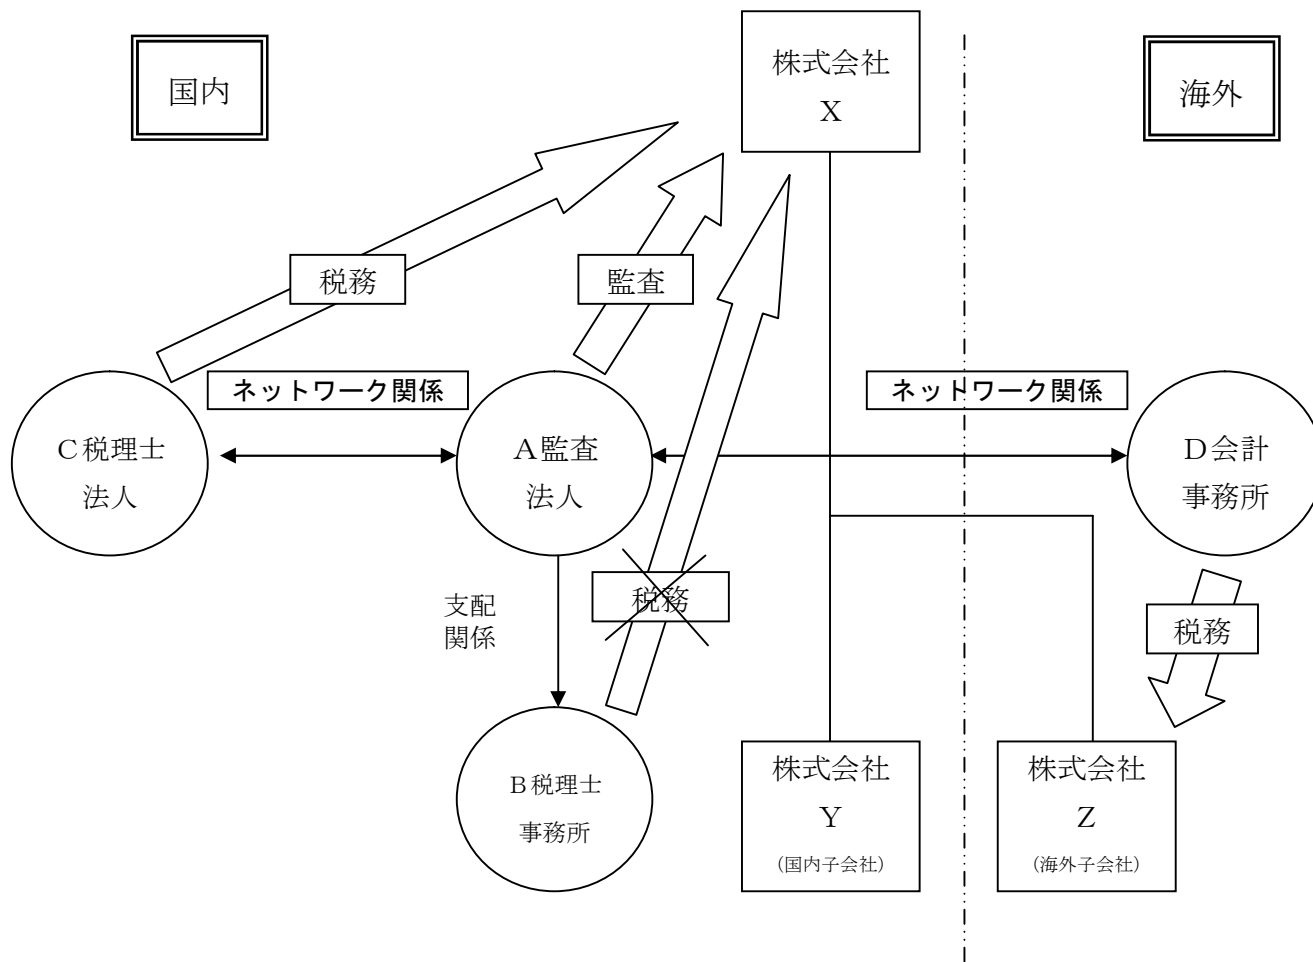 国内
株式会社
X
海外
税務
監査
ネットワーク関係
ネットワーク関係
C税理士
法人
A監査
法人
D会計
事務所
支配
関係
税務
税務
B税理士
事務所
株式会社
Y
(国内子会社)
株式会社
Z
(海外子会社)